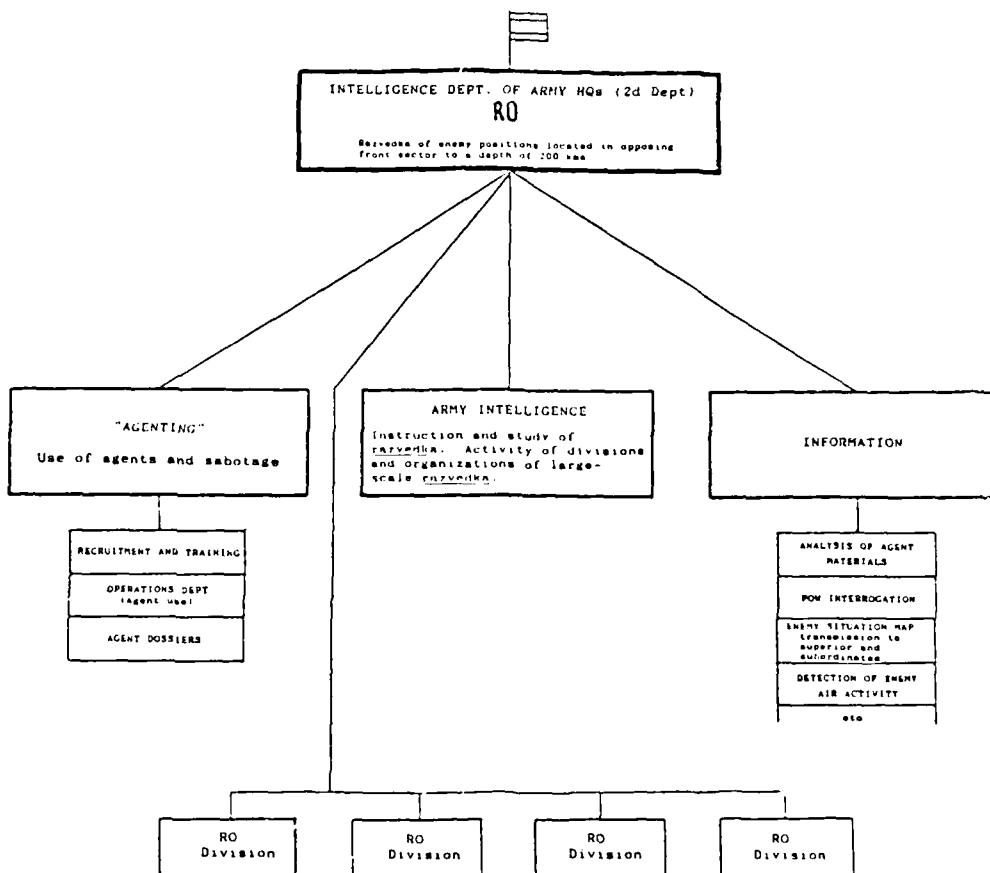 INTELLIGENCE DEPT. OF ARMY HQs (2d Dept)
RO
Razvedka of enemy positions located in opposing
front sector to a depth of 200 kms
"AGENTING"
Use of agents and sabotage
RECRUITMENT AND TRAINING
OPERATIONS DEPT
(Agent use)
AGENT DOSSIERS
ARMY INTELLIGENCE
Instruction and study of
razvedka. Activity of divisions
and organizations of large-
scale razvedka.
INFORMATION
ANALYSIS OF AGENT
MATERIALS
POW INTERROGATION
ENEMY SITUATION MAP
transmission to
superior and
subordinates
DETECTION OF ENEMY
AIR ACTIVITY
etc
RO
Division
RO
Division
RO
Division
RO
Division